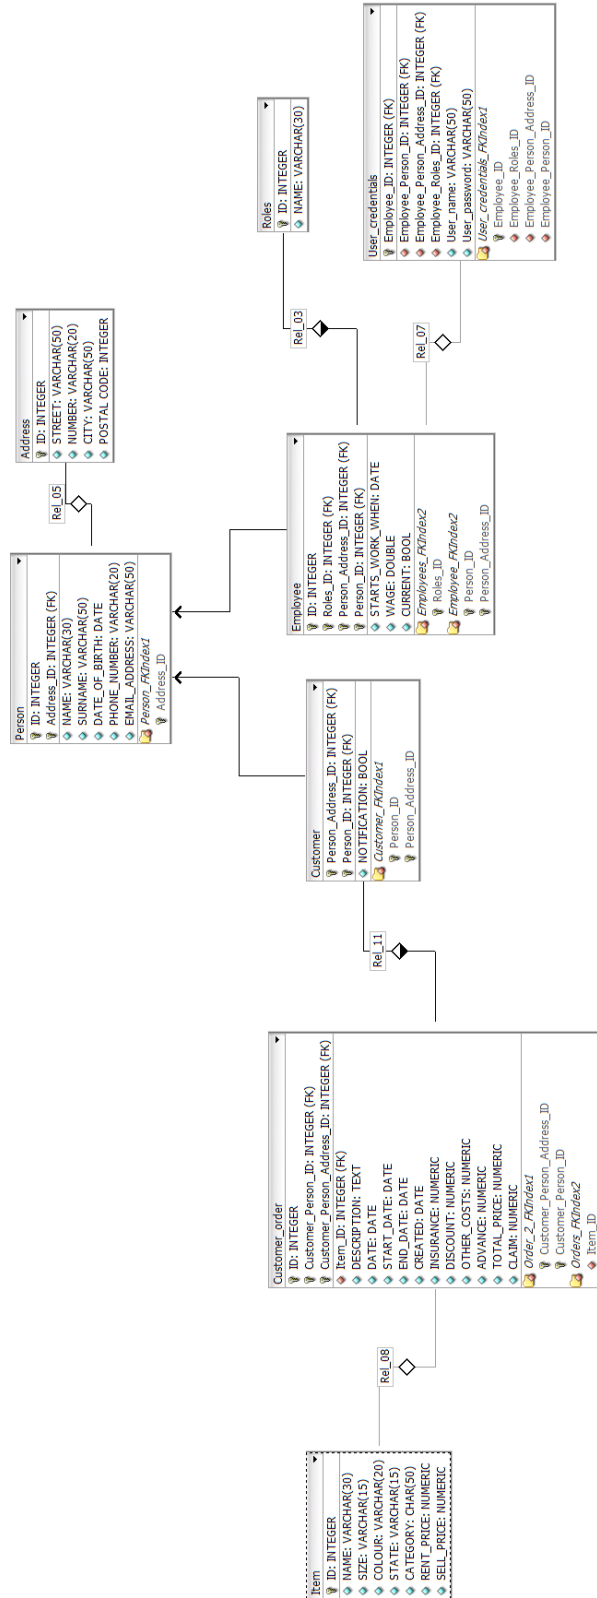 Item
ID: INTEGER
NAME: VARCHAR(30)
SIZE: VARCHAR(15)
COLOUR: VARCHAR(20)
STATE: VARCHAR(15)
CATEGORY: CHAR(50)
RENT_PRICE: NUMERIC
SELL_PRICE: NUMERIC
Rel_08
Customer_order
ID: INTEGER
Customer_Person_ID: INTEGER (FK)
Customer_Person_Address_ID: INTEGER (FK)
Item_ID: INTEGER (FK)
DESCRIPTION: TEXT
DATE: DATE
START_DATE: DATE
END_DATE: DATE
CREATED: DATE
INSURANCE: NUMERIC
DISCOUNT: NUMERIC
OTHER_COSTS: NUMERIC
ADVANCE: NUMERIC
TOTAL_PRICE: NUMERIC
CLAIM: NUMERIC
Order_2_FKIndex1
Customer_Person_Address_ID
Customer_Person_ID
Orders_FKIndex2
Item_ID
Rel_11
Customer
Person_Address_ID: INTEGER (FK)
Person_ID: INTEGER (FK)
NOTIFICATION: BOOL
Customer_FKIndex1
Person_ID
Person_Address_ID
Person
ID: INTEGER
Address_ID: INTEGER (FK)
NAME: VARCHAR(30)
SURNAME: VARCHAR(50)
DATE_OF_BIRTH: DATE
PHONE_NUMBER: VARCHAR(20)
EMAIL_ADDRESS: VARCHAR(50)
Person_FKIndex1
Address_ID
Rel_05
Address
ID: INTEGER
STREET: VARCHAR(50)
NUMBER: VARCHAR(20)
CITY: VARCHAR(50)
POSTAL CODE: INTEGER
Employee
ID: INTEGER
Roles_ID: INTEGER (FK)
Person_Address_ID: INTEGER (FK)
Person_ID: INTEGER (FK)
STARTS_WORK_WHEN: DATE
WAGE: DOUBLE
CURRENT: BOOL
Employees_FKIndex2
Roles_ID
Employee_FKIndex2
Person_ID
Person_Address_ID
Rel_03
Roles
ID: INTEGER
NAME: VARCHAR(30)
Rel_07
User_credentials
Employee_ID: INTEGER (FK)
Employee_Person_ID: INTEGER (FK)
Employee_Person_Address_ID: INTEGER (FK)
Employee_Roles_ID: INTEGER (FK)
User_name: VARCHAR(50)
User_password: VARCHAR(50)
User_credentials_FKIndex1
Employee_ID
Employee_Roles_ID
Employee_Person_Address_ID
Employee_Person_ID